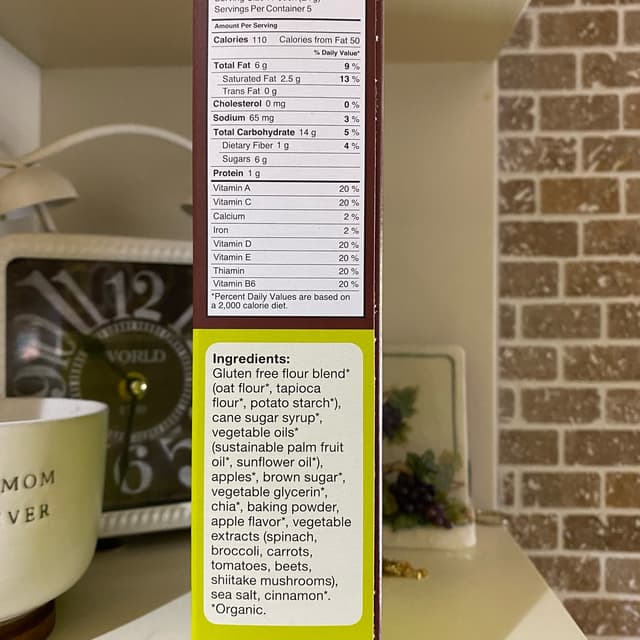 Servings Per Container 5
Amount Per Serving
Calories 110 Calories from Fat 50
% Daily Value*
Total Fat 6 g 9 %
Saturated Fat 2.5 g 13 %
Trans Fat 0 g
Cholesterol 0 mg 0 %
Sodium 65 mg 3 %
Total Carbohydrate 14 g 5 %
Dietary Fiber 1 g 4 %
Sugars 6 g
Protein 1 g
Vitamin A 20 %
Vitamin C 20 %
Calcium 2 %
Iron 2 %
Vitamin D 20 %
Vitamin E 20 %
Thiamin 20 %
Vitamin B6 20 %
*Percent Daily Values are based on
a 2,000 calorie diet.
Ingredients:
Gluten free flour blend*
(oat flour*, tapioca
flour*, potato starch*),
cane sugar syrup*,
vegetable oils*
(sustainable palm fruit
oil*, sunflower oil*),
apples*, brown sugar*,
vegetable glycerin*,
chia*, baking powder,
apple flavor*, vegetable
extracts (spinach,
broccoli, carrots,
tomatoes, beets,
shiitake mushrooms),
sea salt, cinnamon*.
*Organic.
12
WORLD
6
5
MOM
VER